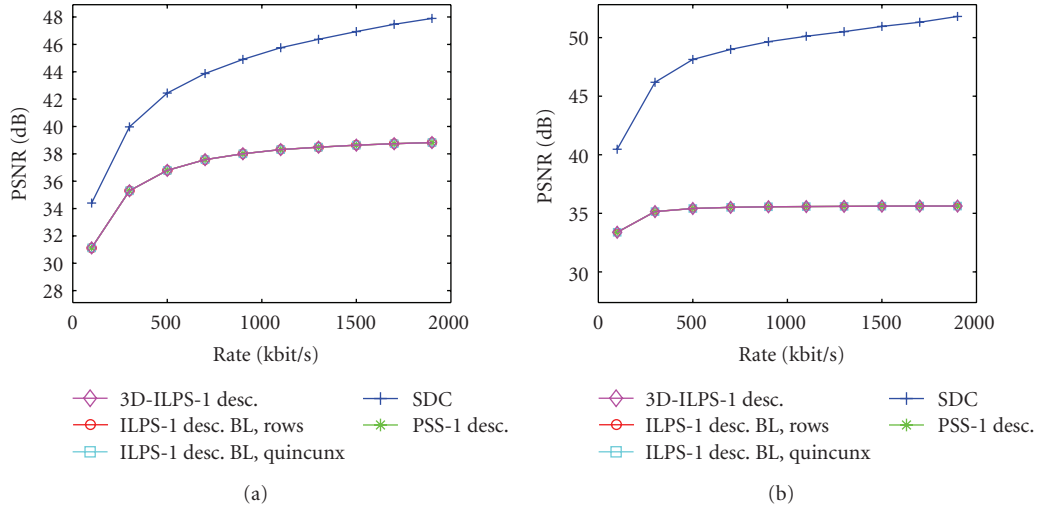 48
46
44
42
40
38
36
34
32
30
28
PSNR (dB)
0 500 1000 1500 2000
Rate (kbit/s)
3D-ILPS-1 desc.
ILPS-1 desc. BL, rows
ILPS-1 desc. BL, quincunx
SDC
PSS-1 desc.
(a)
50
45
40
35
30
PSNR (dB)
0 500 1000 1500 2000
Rate (kbit/s)
3D-ILPS-1 desc.
ILPS-1 desc. BL, rows
ILPS-1 desc. BL, quincunx
SDC
PSS-1 desc.
(b)